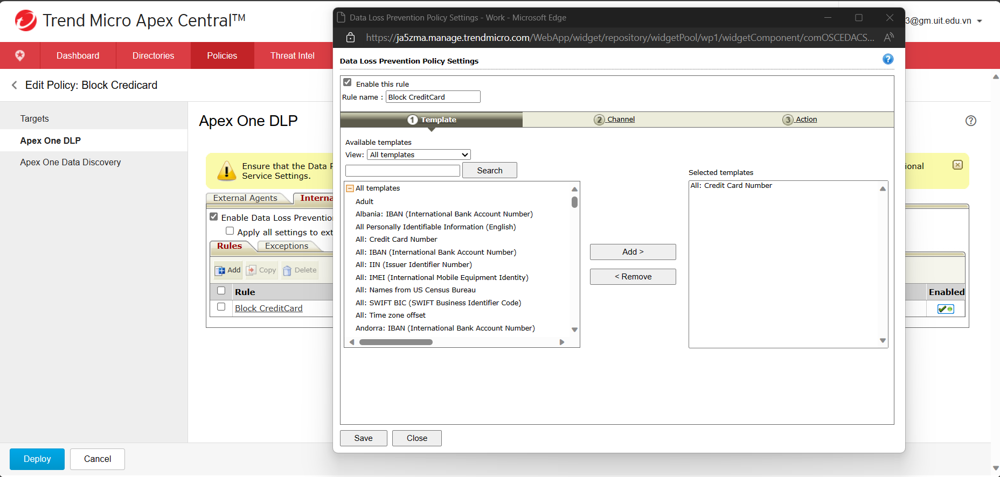 Trend Micro Apex Central™
3@gm.uit.edu.vn
Dashboard
Directories
Policies
Threat Intel
Edit Policy: Block Credicard
Targets
Apex One DLP
Apex One Data Discovery
Apex One DLP
Ensure that the Data
Service Settings.
ional
External Agents
Interna
Enable Data Loss Preventio
Apply all settings to ext
Rules
Exceptions
Add
Copy
Delete
Rule
Enabled
Block CreditCard
Deploy
Cancel
Data Loss Prevention Policy Settings - Work - Microsoft Edge
https://ja5zma.manage.trendmicro.com/WebApp/widget/repository/widgetPool/wp1/widgetComponent/comOSCEDACS...
Data Loss Prevention Policy Settings
Enable this rule
Rule name : Block CreditCard
1 Template
2 Channel
3 Action
Available templates
View: All templates
Search
All templates
Adult
Albania: IBAN (International Bank Account Number)
All Personally Identifiable Information (English)
All: Credit Card Number
All: IBAN (International Bank Account Number)
All: IIN (Issuer Identifier Number)
All: IMEI (International Mobile Equipment Identity)
All: Names from US Census Bureau
All: SWIFT BIC (SWIFT Business Identifier Code)
All: Time zone offset
Andorra: IBAN (International Bank Account Number)
Add >
< Remove
Selected templates
All: Credit Card Number
Save
Close